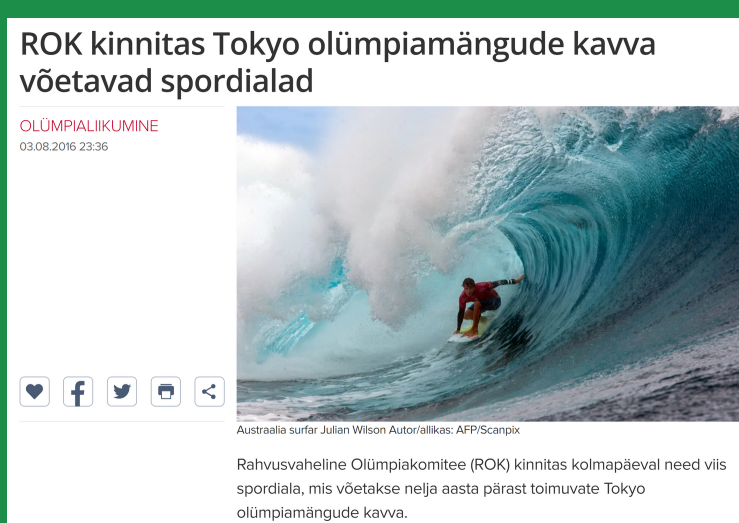 ROK kinnitas Tokyo olümpiamängude kavva
võetavad spordialad
OLÜMPIALIIKUMINE
03.08.2016 23:36
Austraalia surfar Julian Wilson Autor/allikas: AFP/Scanpix
Rahvusvaheline Olümpiakomitee (ROK) kinnitas kolmapäeval need viis
spordiala, mis võetakse nelja aasta pärast toimuvate Tokyo
olümpiamängude kavva.